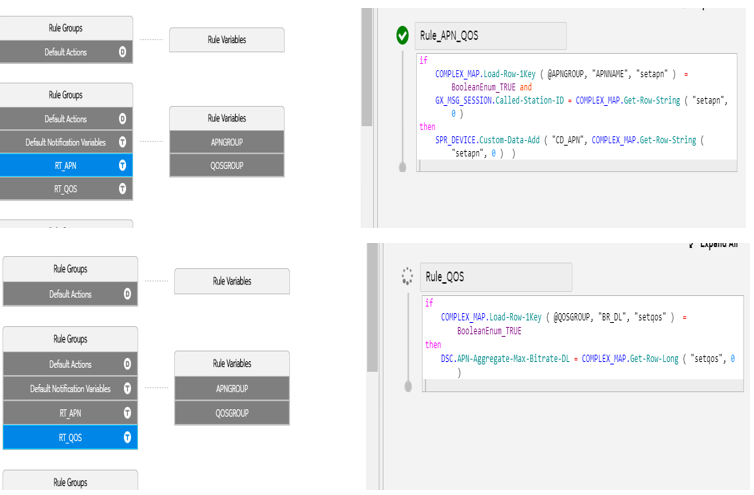 Rule Groups
Default Actions D
Rule Variables
Rule Groups
Default Actions D
Default Notification Variables T
RT_APN T
RT_QOS T
Rule Variables
APNGROUP
QOSGROUP
Rule_APN_QOS
if
COMPLEX_MAP.Load-Row-1Key ( @APNGROUP, "APNNAME", "setapn" ) =
BooleanEnum_TRUE and
GX_MSG_SESSION.Called-Station-ID = COMPLEX_MAP.Get-Row-String ( "setapn",
0 )
then
SPR_DEVICE.Custom-Data-Add ( "CD_APN", COMPLEX_MAP.Get-Row-String (
"setapn", 0 ) )
Rule Groups
Default Actions D
Rule Variables
Rule Groups
Default Actions D
Default Notification Variables T
RT_APN T
RT_QOS T
Rule Variables
APNGROUP
QOSGROUP
Rule Groups
Expand All
Rule_QOS
if
COMPLEX_MAP.Load-Row-1Key ( @QOSGROUP, "BR_DL", "setqos" ) =
BooleanEnum_TRUE
then
DSC.APN-Aggregate-Max-Bitrate-DL = COMPLEX_MAP.Get-Row-Long ( "setqos", 0
)